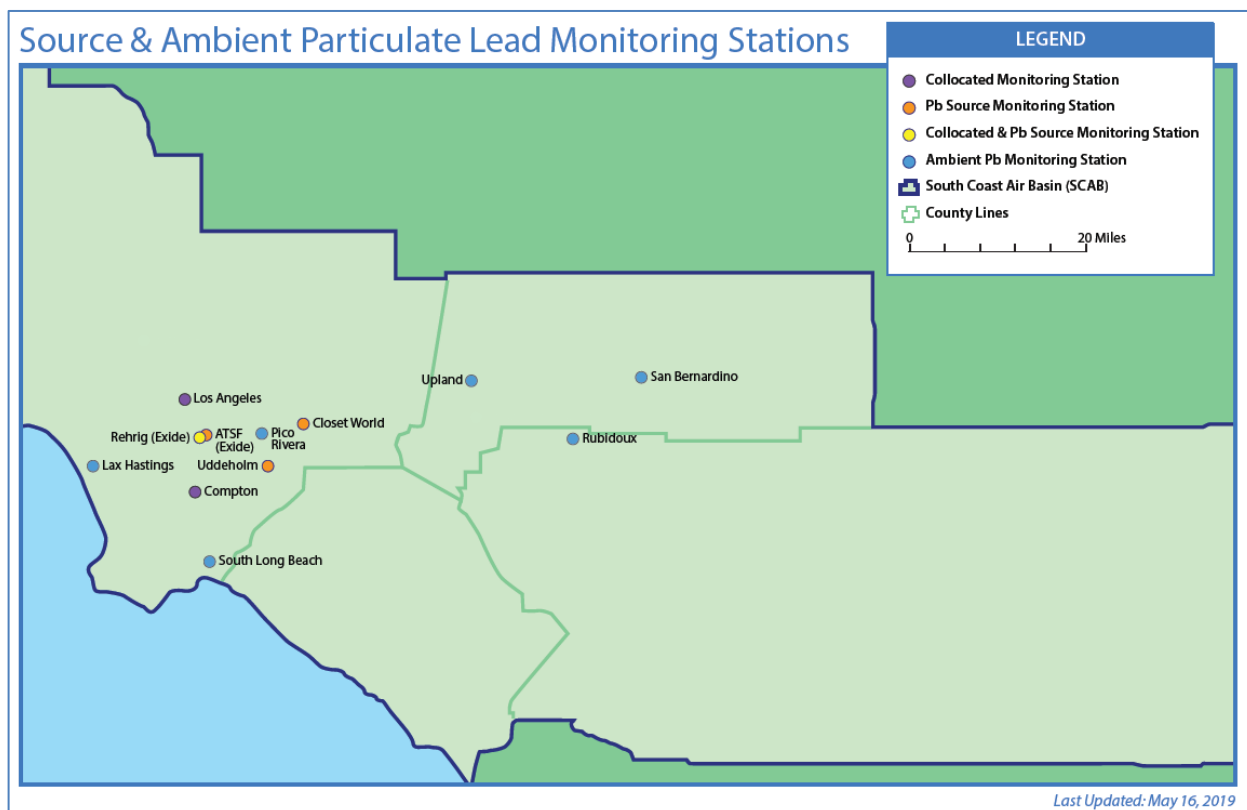 Source & Ambient Particulate Lead Monitoring Stations
LEGEND
Collocated Monitoring Station
Pb Source Monitoring Station
Collocated & Pb Source Monitoring Station
Ambient Pb Monitoring Station
South Coast Air Basin (SCAB)
County Lines
0
20 Miles
Upland
San Bernardino
Los Angeles
Closet World
Rehrig (Exide)
ATSF
(Exide)
Pico
Rivera
Rubidoux
Lax Hastings
Uddeholm
Compton
South Long Beach
Last Updated: May 16, 2019